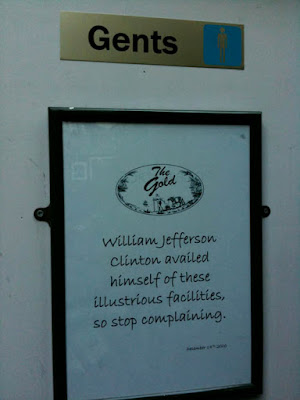 Gents
The
Gold
William Jefferson
Clinton availed
himself of these
illustrious facilities,
so stop complaining.